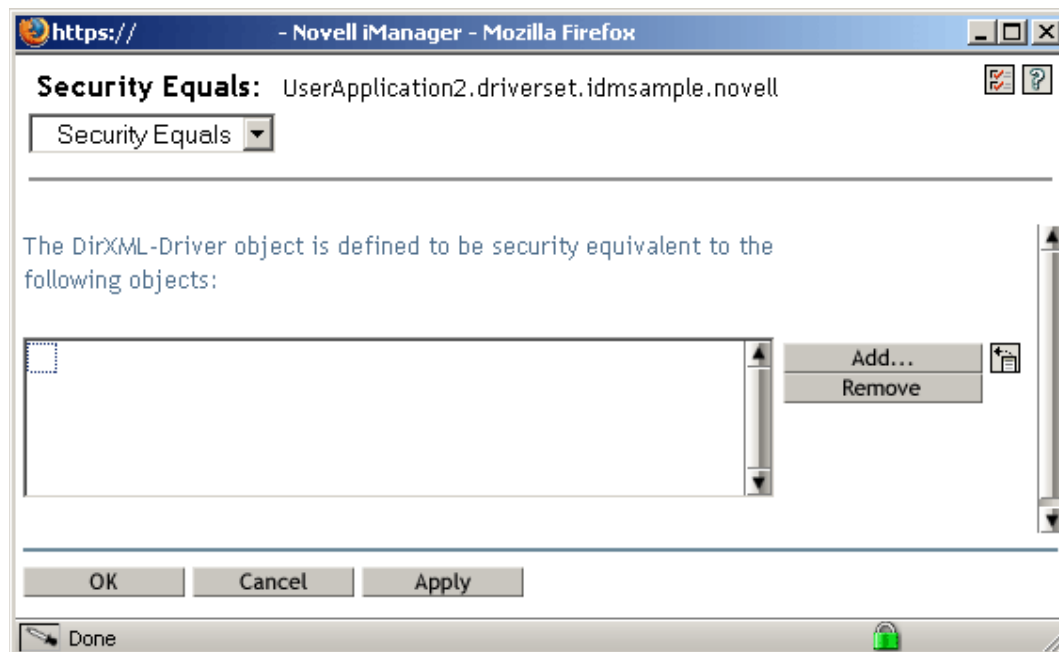 https:// - Novell iManager - Mozilla Firefox
Security Equals: UserApplication2.driverset.idmsample.novell
Security Equals
The DirXML-Driver object is defined to be security equivalent to the
following objects:
Add...
Remove
OK Cancel Apply
Done